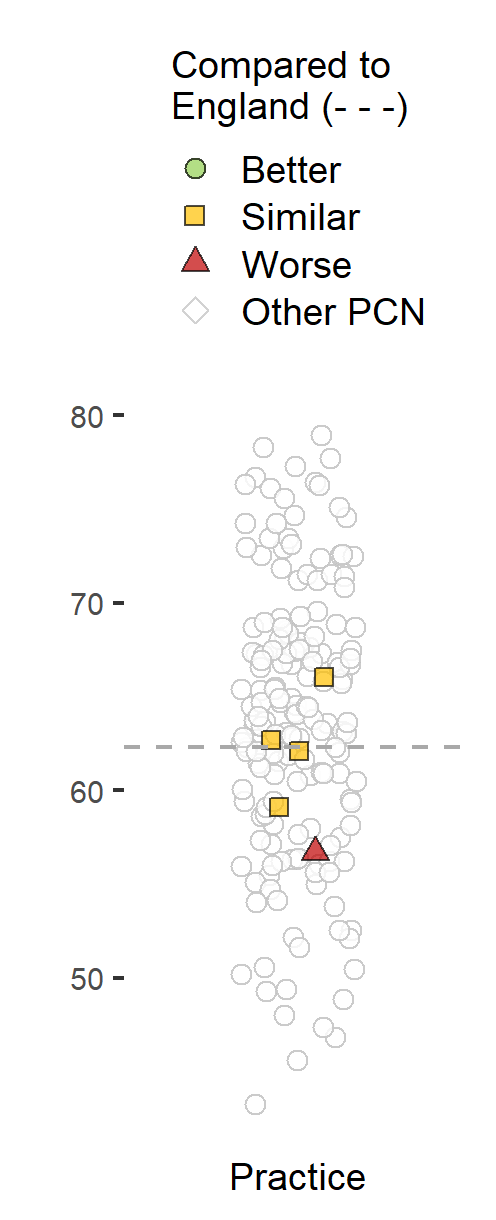 Compared to
England (- - -)
Better
Similar
Worse
Other PCN
80
70
60
50
Practice